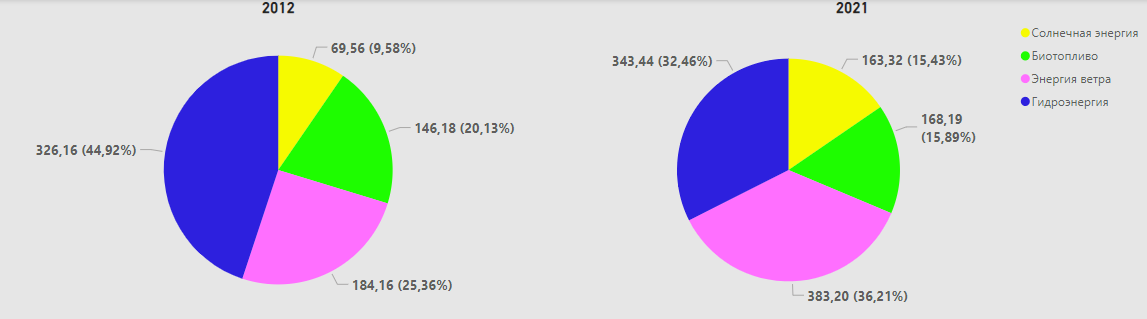 2012
69,56 (9,58%)
146,18 (20,13%)
184,16 (25,36%)
326,16 (44,92%)
2021
163,32 (15,43%)
168,19
(15,89%)
383,20 (36,21%)
343,44 (32,46%)
Солнечная энергия
Биотопливо
Энергия ветра
Гидроэнергия